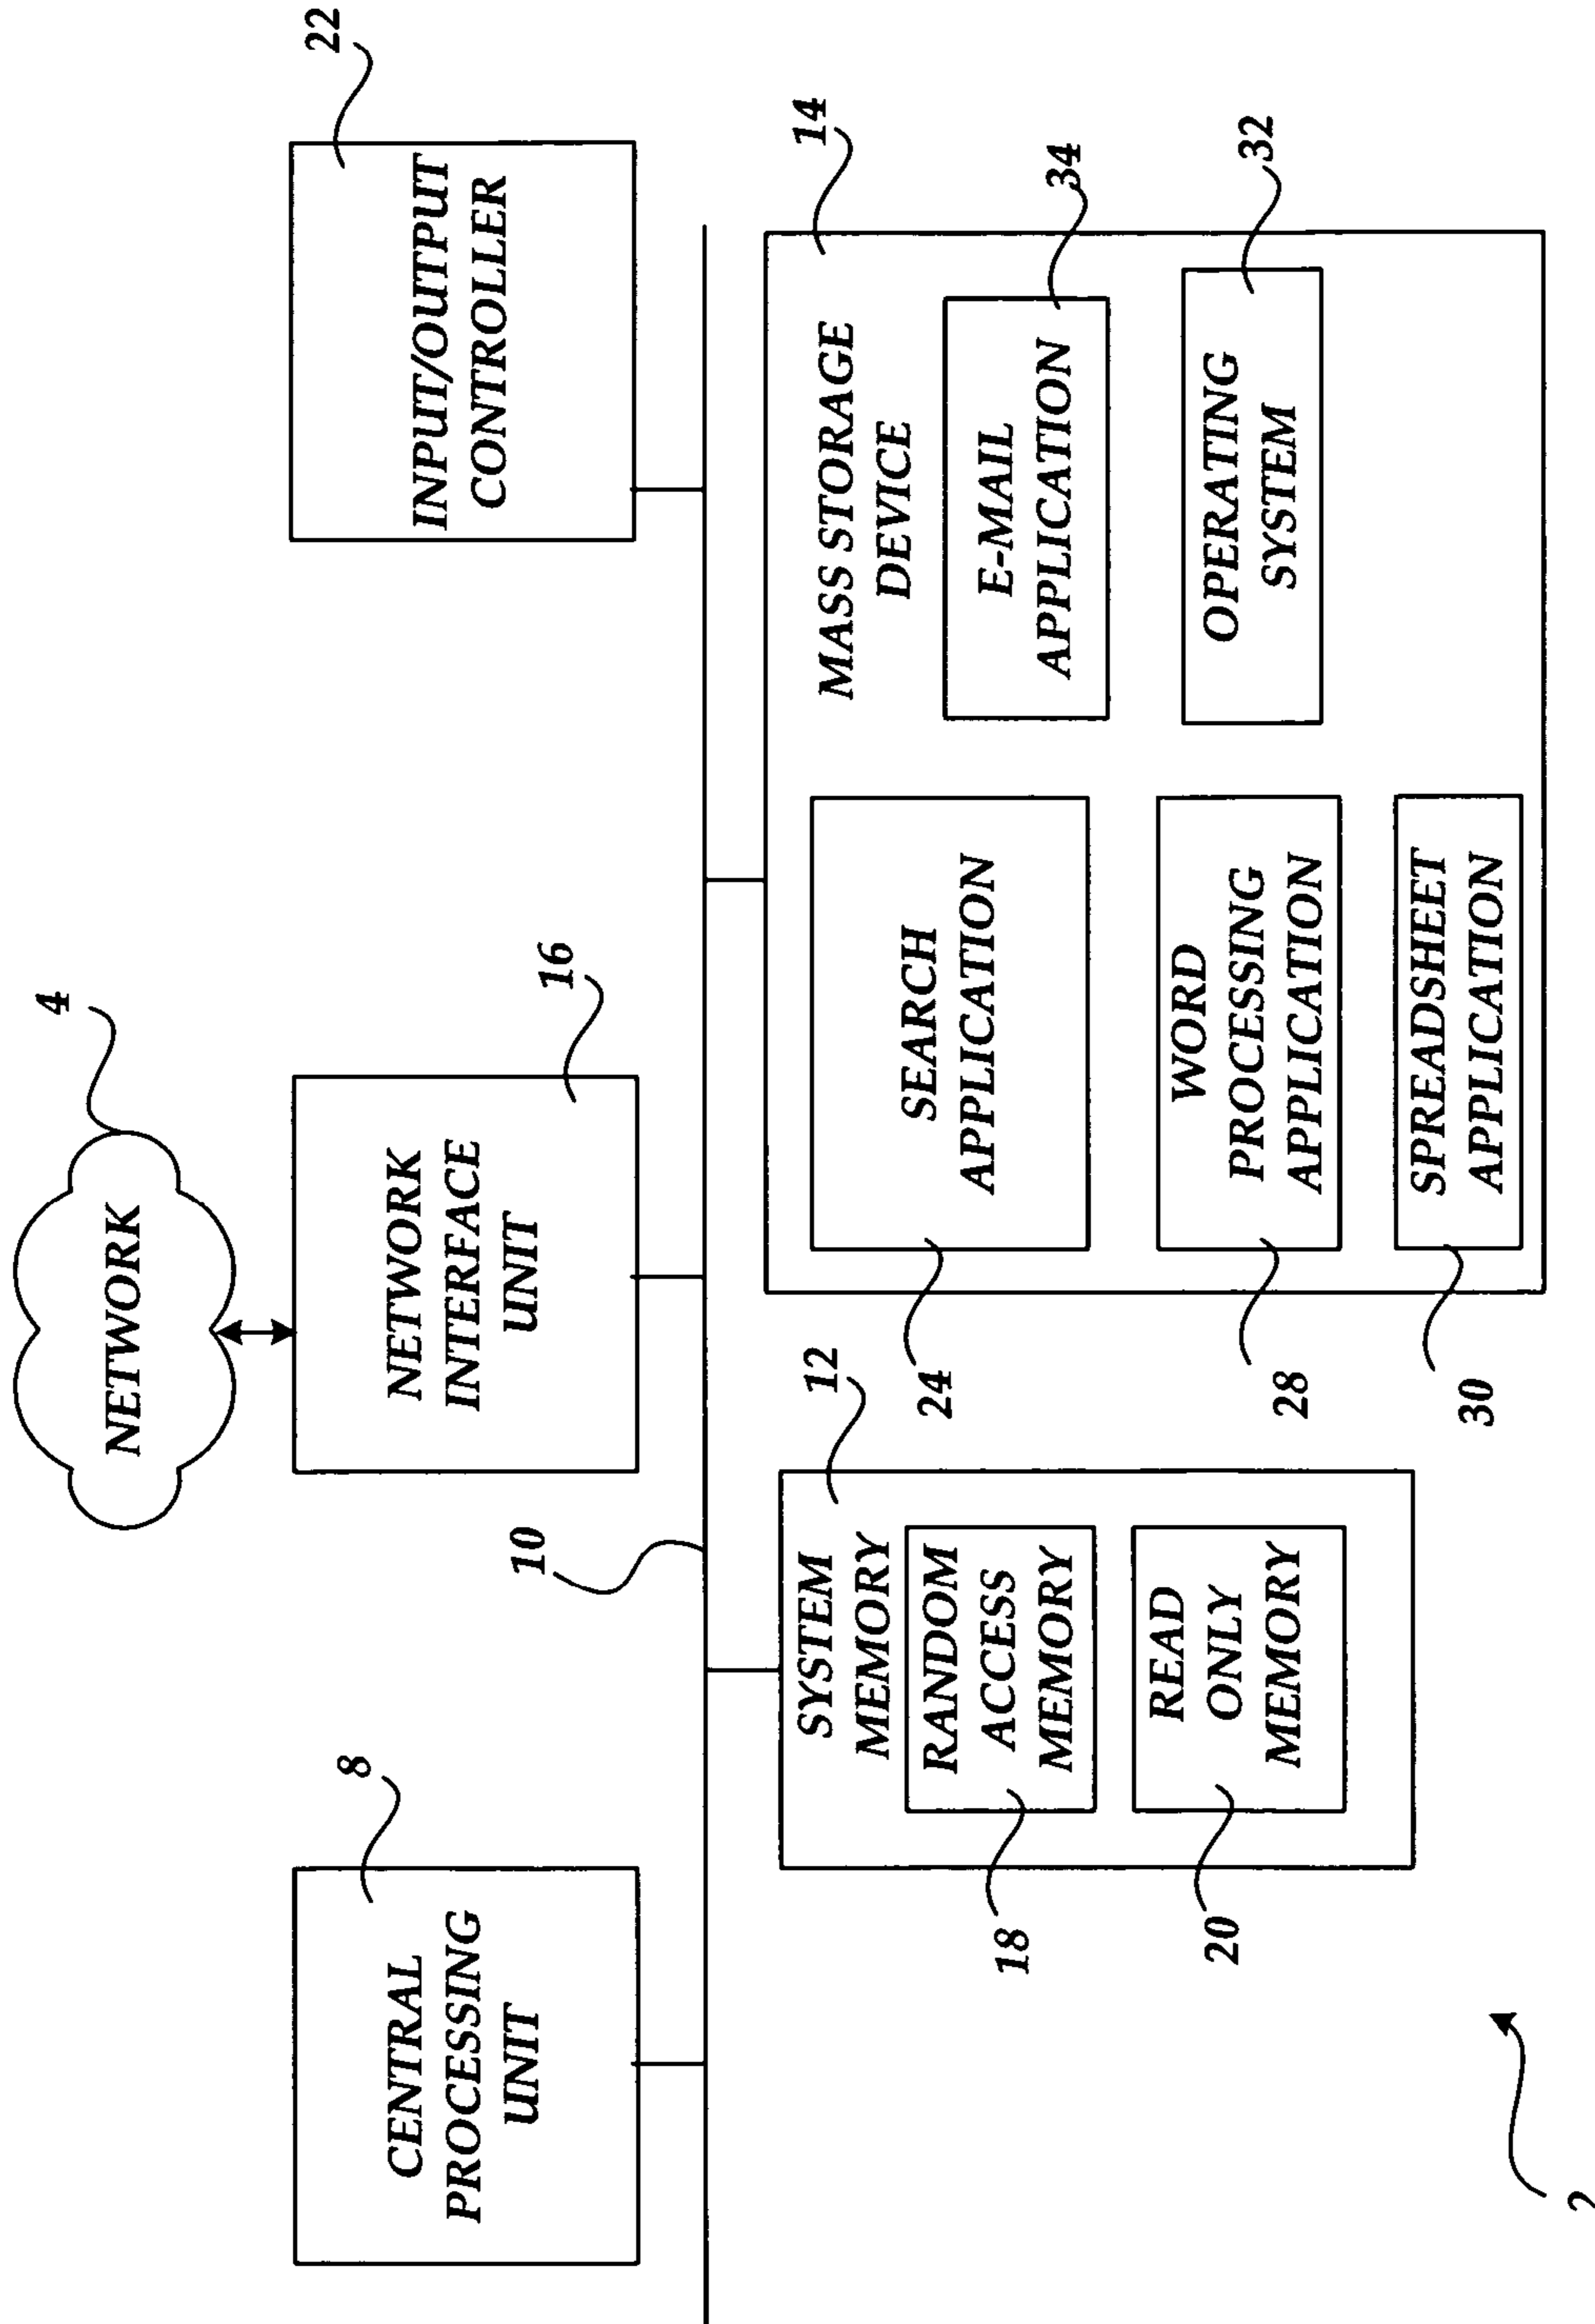 4
NETWORK
8
CENTRAL
PROCESSING
UNIT
16
NETWORK
INTERFACE
UNIT
22
INPUT/OUTPUT
CONTROLLER
10
12
SYSTEM
MEMORY
RANDOM
ACCESS
MEMORY
18
READ
ONLY
MEMORY
20
14
MASS STORAGE
DEVICE
SEARCH
APPLICATION
24
E-MAIL
APPLICATION
34
WORD
PROCESSING
APPLICATION
28
OPERATING
SYSTEM
32
SPREADSHEET
APPLICATION
30
2